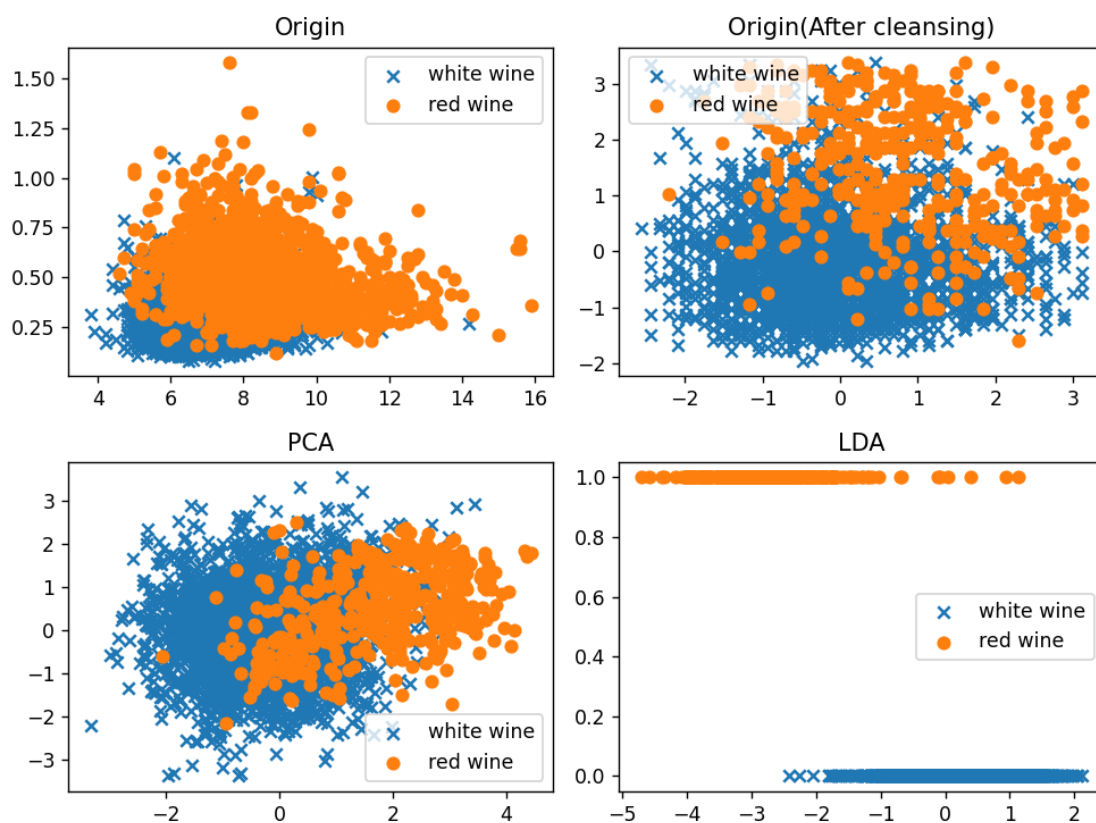 Origin
1.50
1.25
1.00
0.75
0.50
0.25
4 6 8 10 12 14 16
white wine
red wine
Origin(After cleansing)
3
2
1
0
−1
−2
−2 −1 0 1 2 3
white wine
red wine
PCA
3
2
1
0
−1
−2
−3
−2 0 2 4
white wine
red wine
LDA
1.0
0.8
0.6
0.4
0.2
0.0
−5 −4 −3 −2 −1 0 1 2
white wine
red wine